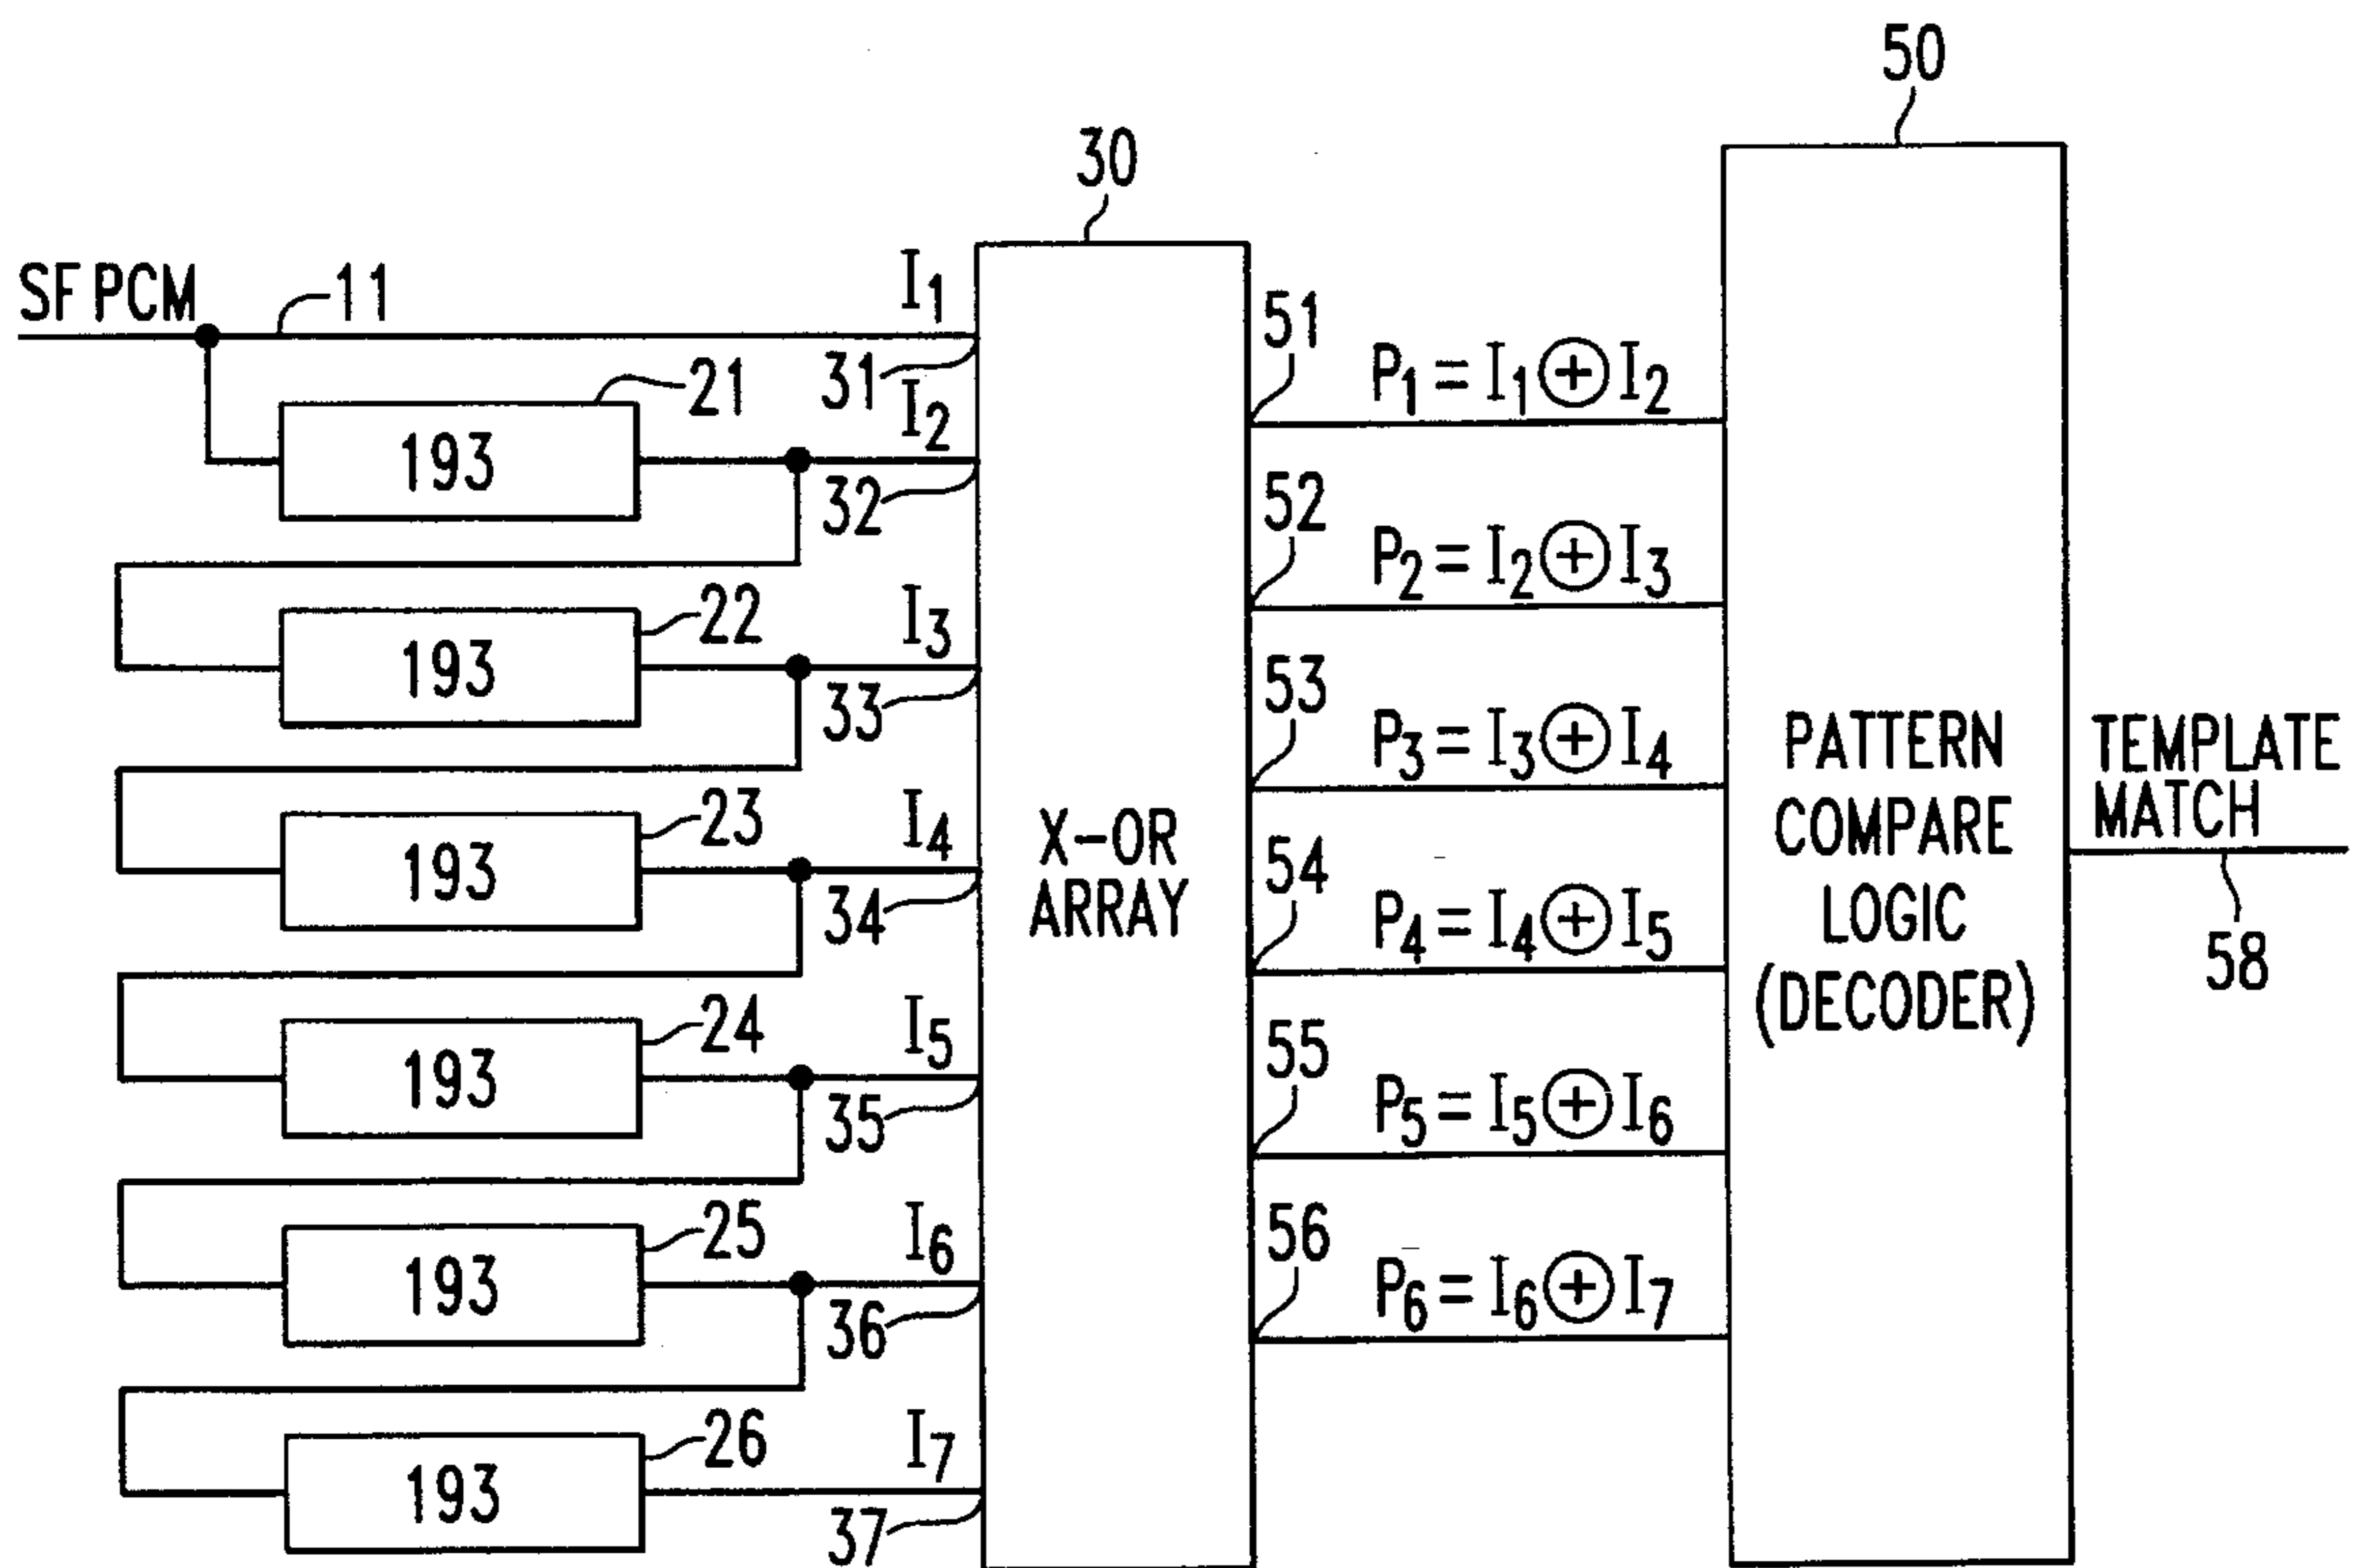 50
30
SF PCM
11
I1
31
21
193
I2
32
22
193
I3
33
23
193
I4
34
24
193
I5
35
25
193
I6
36
26
193
I7
37
X-OR
ARRAY
51
P1 = I1 ⊕ I2
52
P2 = I2 ⊕ I3
53
P3 = I3 ⊕ I4
54
P4 = I4 ⊕ I5
55
P5 = I5 ⊕ I6
56
P6 = I6 ⊕ I7
PATTERN
COMPARE
LOGIC
(DECODER)
TEMPLATE
MATCH
58